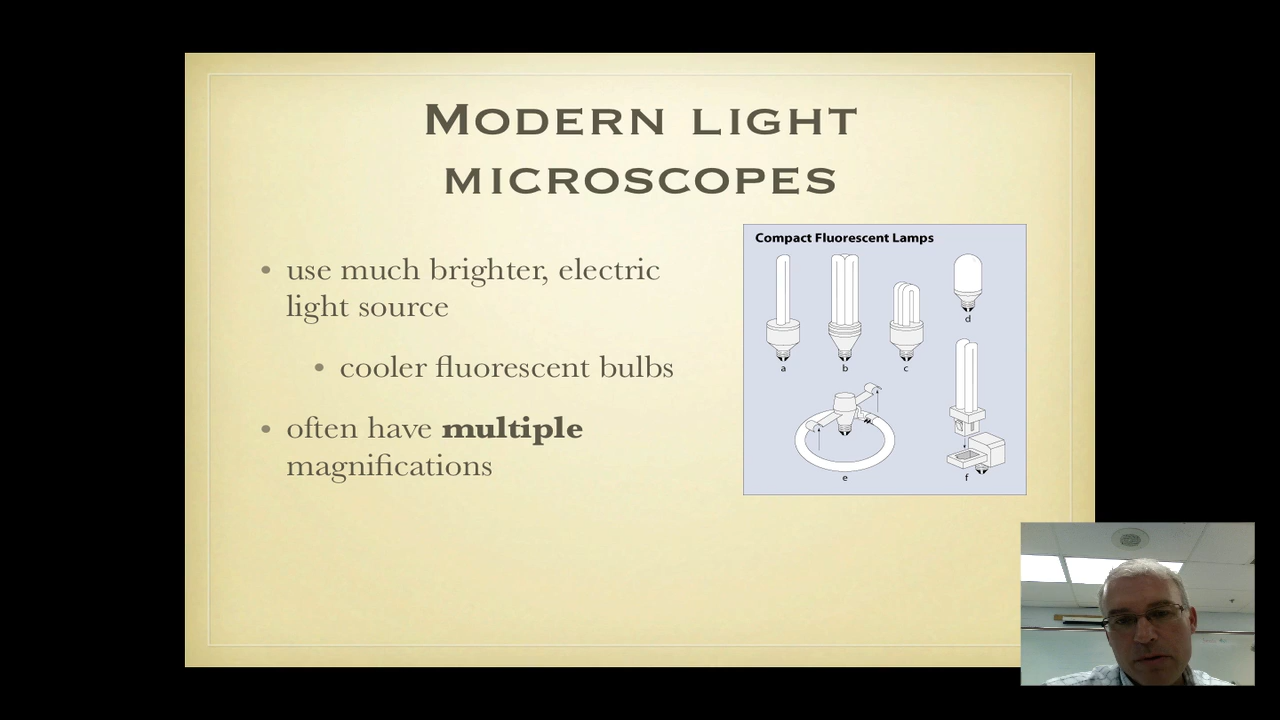 MODERN LIGHT
MICROSCOPES
• use much brighter, electric
light source
• cooler fluorescent bulbs
• often have multiple
magnifications
Compact Fluorescent Lamps
a
b
c
d
e
f